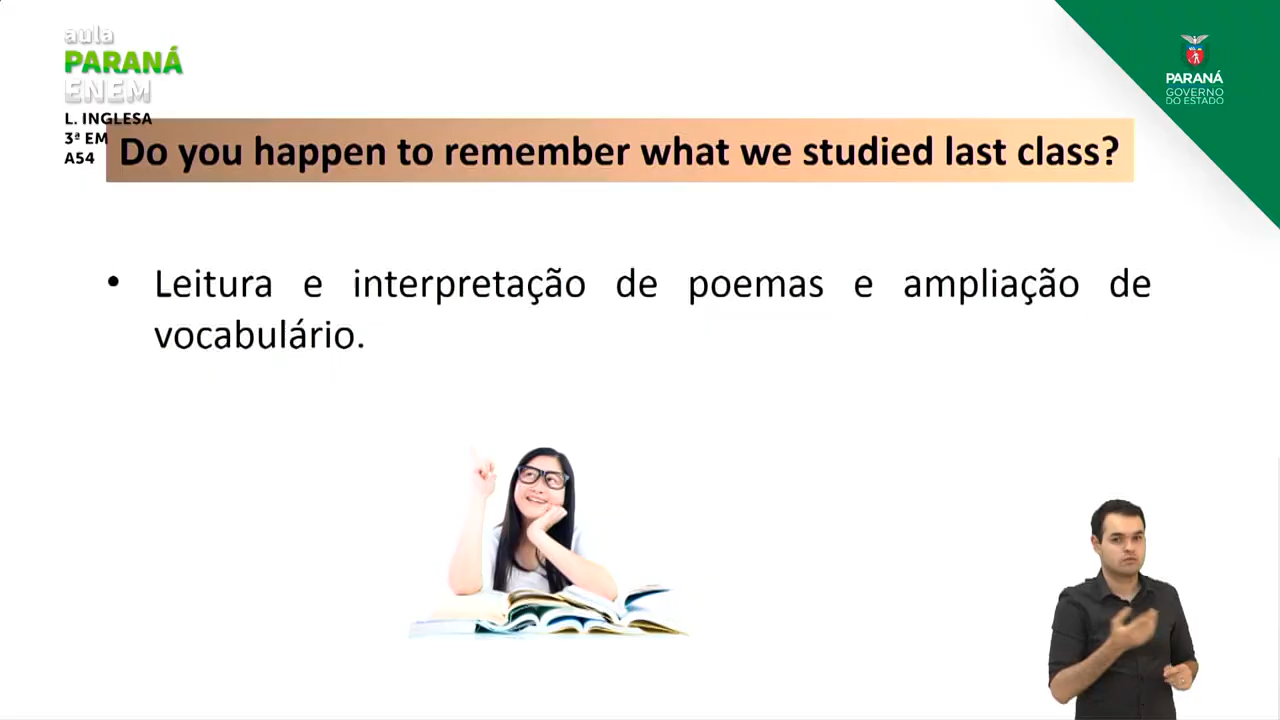 aula
PARANÁ
ENEM
L. INGLESA
3ª EM
A54
PARANÁ
GOVERNO
DO ESTADO
Do you happen to remember what we studied last class?
• Leitura e interpretação de poemas e ampliação de
vocabulário.